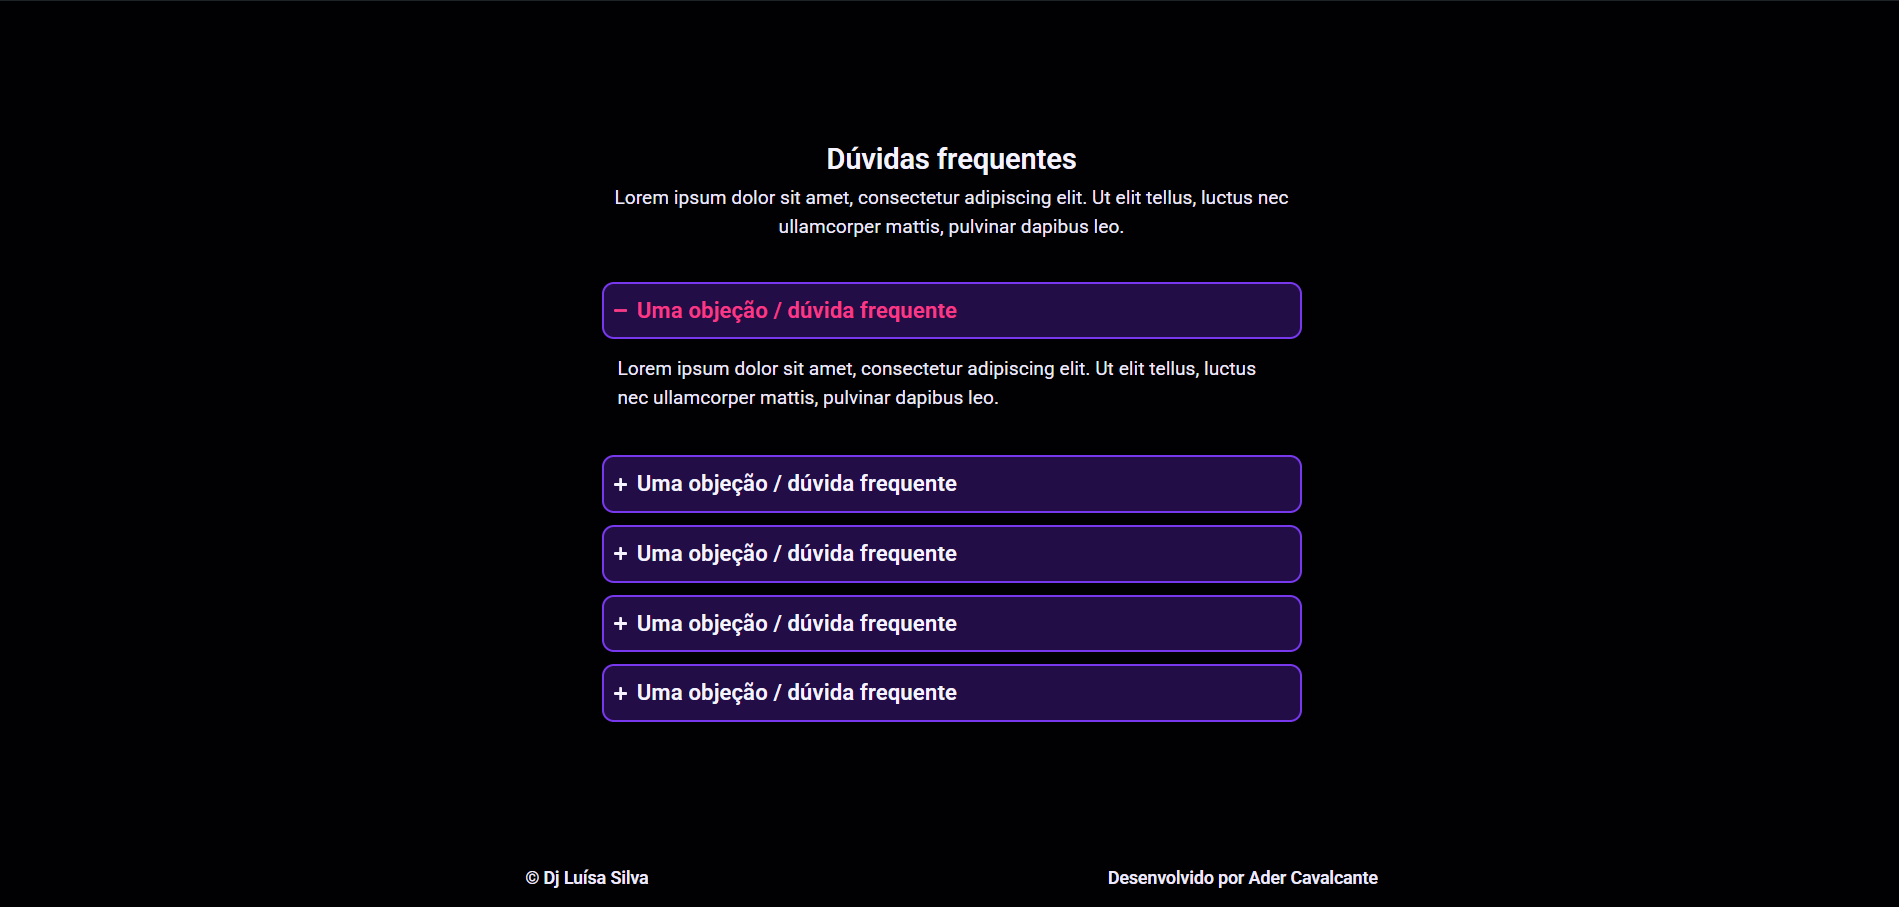 Dúvidas frequentes
Lorem ipsum dolor sit amet, consectetur adipiscing elit. Ut elit tellus, luctus nec
ullamcorper mattis, pulvinar dapibus leo.
− Uma objeção / dúvida frequente
Lorem ipsum dolor sit amet, consectetur adipiscing elit. Ut elit tellus, luctus
nec ullamcorper mattis, pulvinar dapibus leo.
+ Uma objeção / dúvida frequente
+ Uma objeção / dúvida frequente
+ Uma objeção / dúvida frequente
+ Uma objeção / dúvida frequente
© Dj Luísa Silva
Desenvolvido por Ader Cavalcante